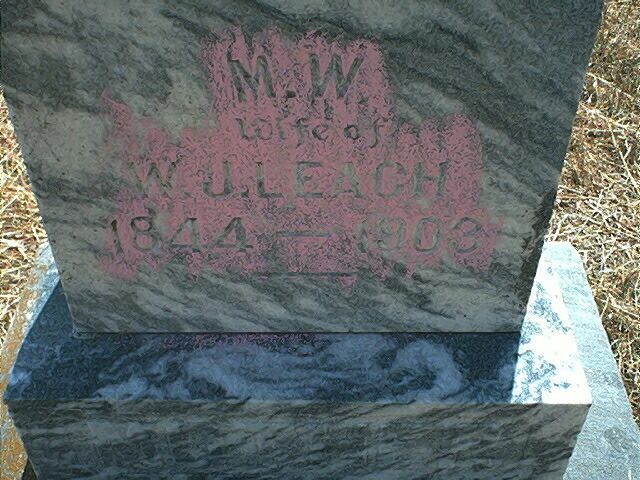 M.W.
Wife of
W.J. LEACH
1844 — 1903